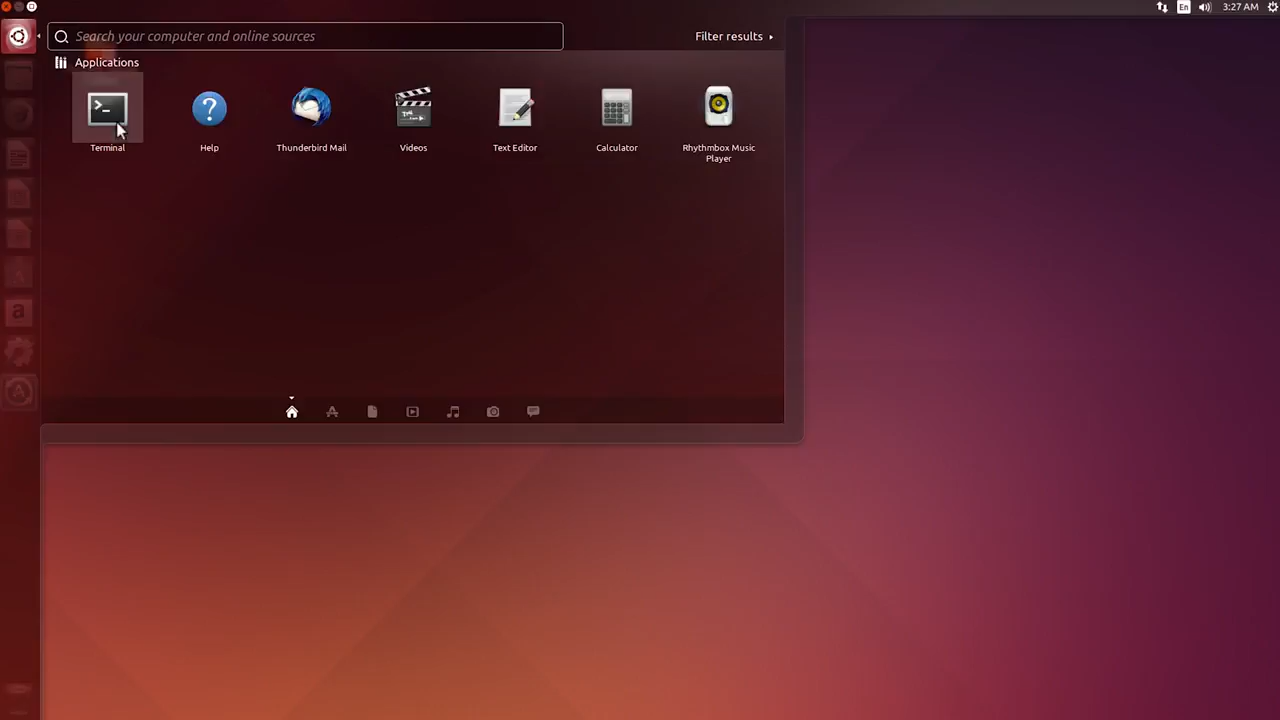 En
3:27 AM
Search your computer and online sources
Filter results
Applications
Terminal
Help
Thunderbird Mail
Videos
Text Editor
Calculator
Rhythmbox Music
Player
a